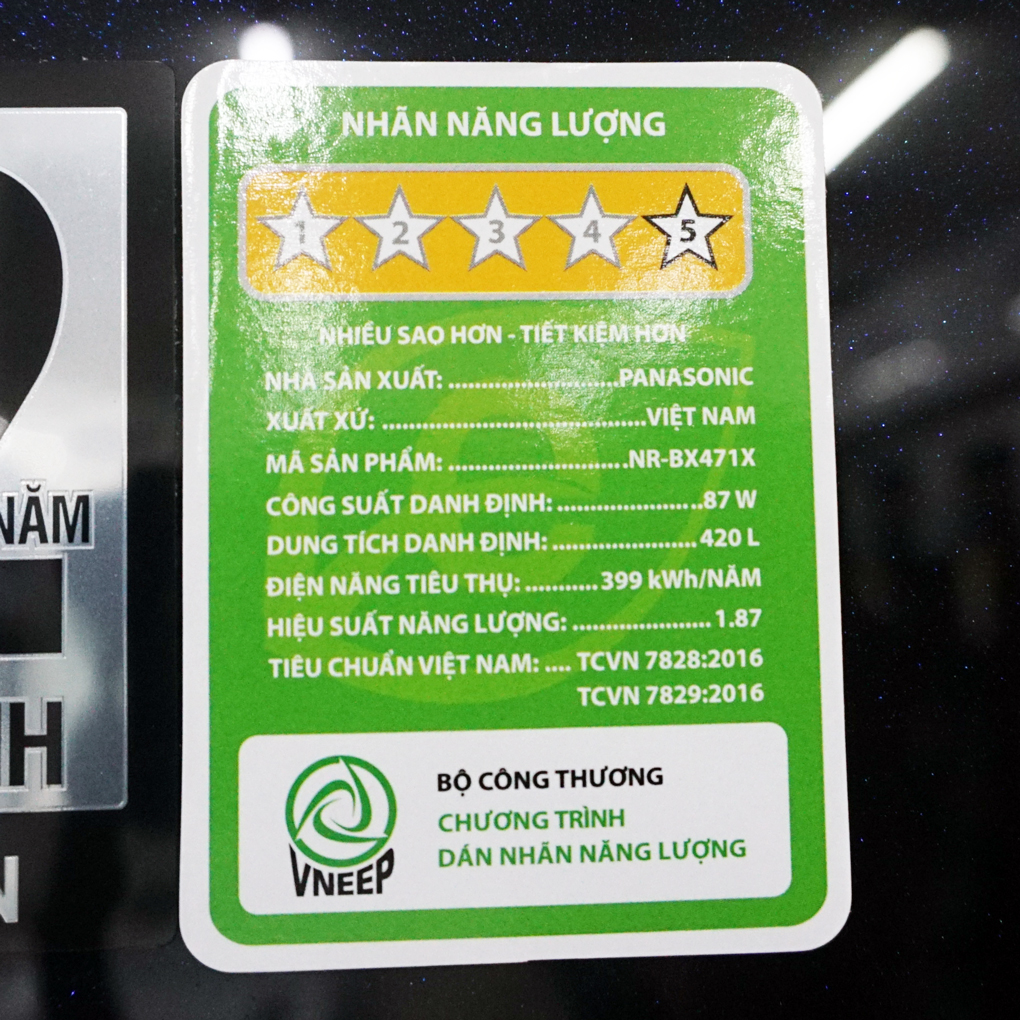 NHÃN NĂNG LƯỢNG
1 2 3 4 5
NHIỀU SAO HƠN - TIẾT KIỆM HƠN
NHÀ SẢN XUẤT: ........................PANASONIC
XUẤT XỨ: .....................................VIỆT NAM
MÃ SẢN PHẨM: .........................NR-BX471X
CÔNG SUẤT DANH ĐỊNH: .....................87 W
DUNG TÍCH DANH ĐỊNH: .................... 420 L
ĐIỆN NĂNG TIÊU THỤ: .......... 399 kWh/NĂM
HIỆU SUẤT NĂNG LƯỢNG: .................... 1.87
TIÊU CHUẨN VIỆT NAM: .... TCVN 7828:2016
TCVN 7829:2016
VNEEP
BỘ CÔNG THƯƠNG
CHƯƠNG TRÌNH
DÁN NHÃN NĂNG LƯỢNG
NĂM